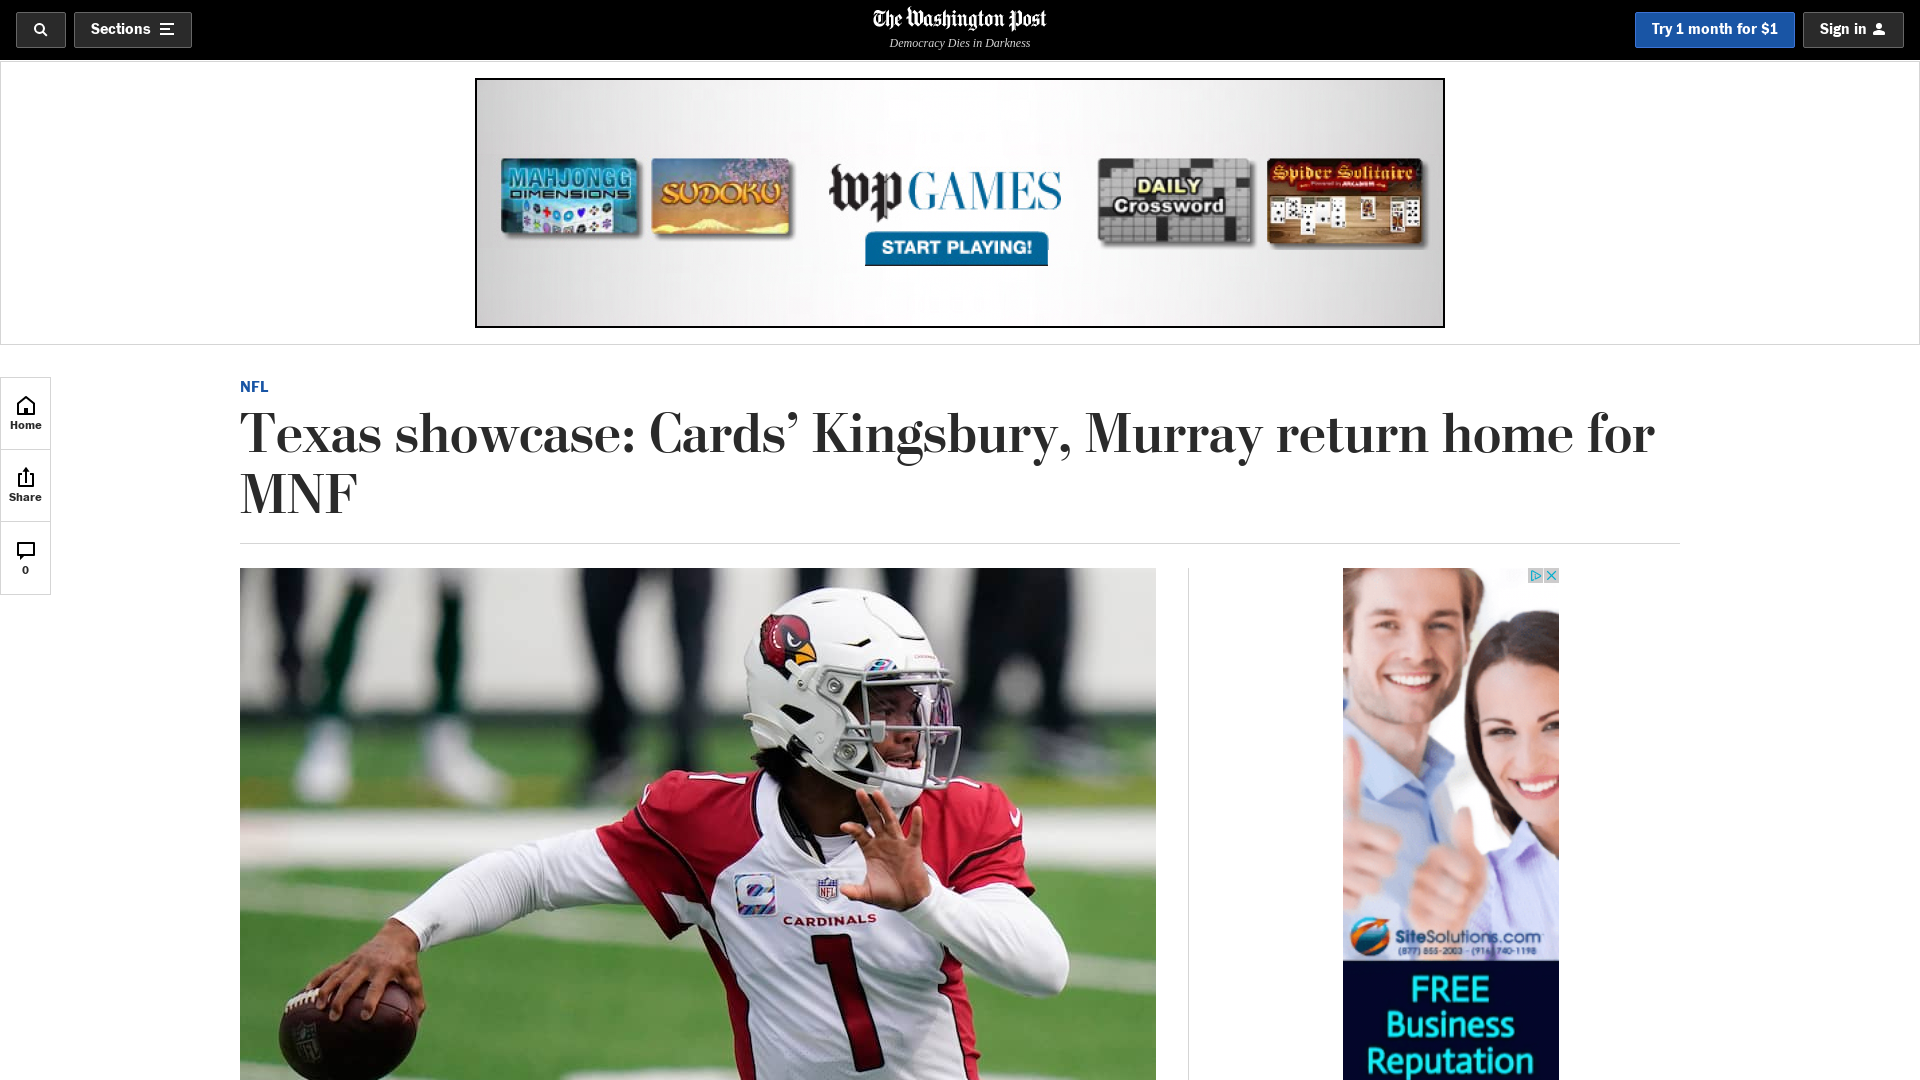 Sections
The Washington Post
Democracy Dies in Darkness
Try 1 month for $1
Sign in
MAHJONGG
DIMENSIONS
SUDOKU
wp GAMES
START PLAYING!
DAILY
Crossword
Spider Solitaire
Home
Share
0
NFL
Texas showcase: Cards’ Kingsbury, Murray return home for
MNF
CARDINALS
1
NFL
SiteSolutions.com
(877) 855-2003 - (916) 740-1198
FREE
Business
Reputation